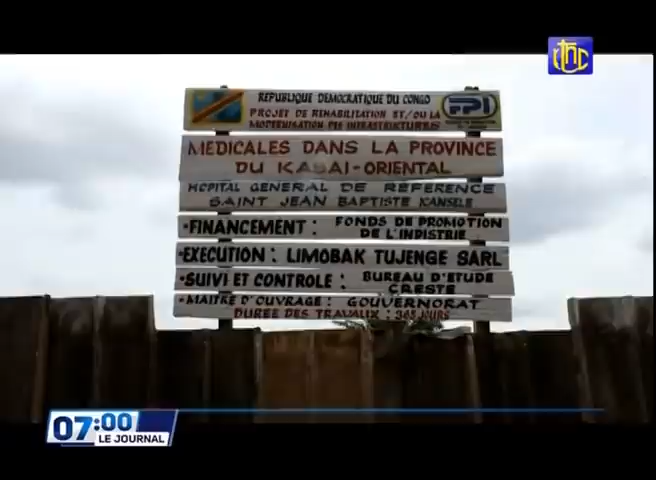 rtnc
REPUBLIQUE DEMOCRATIQUE DU CONGO
FPI
PROJET DE REHABILITATION ET/OU LA
MODERNISATION DES INFRASTRUCTURES
MEDICALES DANS LA PROVINCE
DU KASAI-ORIENTAL
HOPITAL GENERAL DE REFERENCE
SAINT JEAN BAPTISTE KANSELE
•FINANCEMENT : FONDS DE PROMOTION
DE L'INDISTRIE
•EXECUTION : LIMOBAK TUJENGE SARL
•SUIVI ET CONTROLE : BUREAU D'ETUDE
CRESTE
•MAITRE D'OUVRAGE : GOUVERNORAT
DUREE DES TRAVAUX : 365 JOURS
07:00
LE JOURNAL